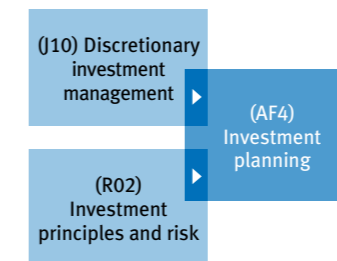 (J10) Discretionary
investment
management
(AF4)
Investment
planning
(R02)
Investment
principles and risk